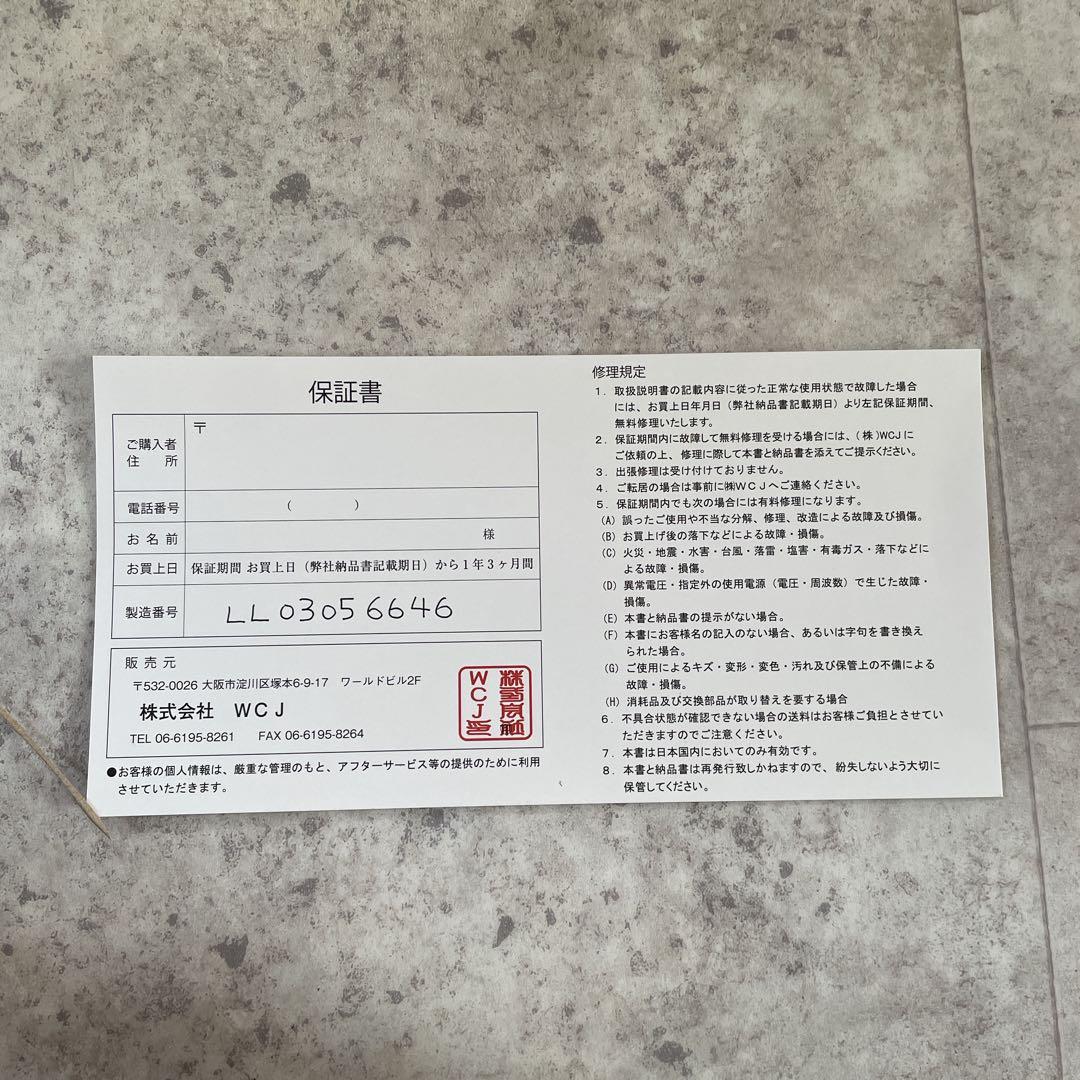 保証書
ご購入者
住　所
〒
電話番号
（　　　）
お 名 前
様
お買上日
保証期間 お買上日（弊社納品書記載期日）から1年3ヶ月間
製造番号
LL03056646
販 売 元
〒532-0026 大阪市淀川区塚本6-9-17　ワールドビル2F
株式会社　ＷＣＪ
TEL 06-6195-8261　FAX 06-6195-8264
株式会社
WCJ印
●お客様の個人情報は、厳重な管理のもと、アフターサービス等の提供のために利用
させていただきます。
修理規定
1．取扱説明書の記載内容に従った正常な使用状態で故障した場合
には、お買上日年月日（弊社納品書記載期日）より左記保証期間、
無料修理いたします。
2．保証期間内に故障して無料修理を受ける場合には、(株)WCJに
ご依頼の上、修理に際して本書と納品書を添えてご提示ください。
3．出張修理は受け付けておりません。
4．ご転居の場合は事前に㈱ＷＣＪへご連絡ください。
5．保証期間内でも次の場合には有料修理になります。
(A) 誤ったご使用や不当な分解、修理、改造による故障及び損傷。
(B) お買上げ後の落下などによる故障・損傷。
(C) 火災・地震・水害・台風・落雷・塩害・有毒ガス・落下などに
よる故障・損傷。
(D) 異常電圧・指定外の使用電源（電圧・周波数）で生じた故障・
損傷。
(E) 本書と納品書の提示がない場合。
(F) 本書にお客様名の記入のない場合、あるいは字句を書き換え
られた場合。
(G) ご使用によるキズ・変形・変色・汚れ及び保管上の不備による
故障・損傷。
(H) 消耗品及び交換部品が取り替えを要する場合
6．不具合状態が確認できない場合の送料はお客様ご負担とさせてい
ただきますのでご注意ください。
7．本書は日本国内においてのみ有効です。
8．本書と納品書は再発行致しかねますので、紛失しないよう大切に
保管してください。